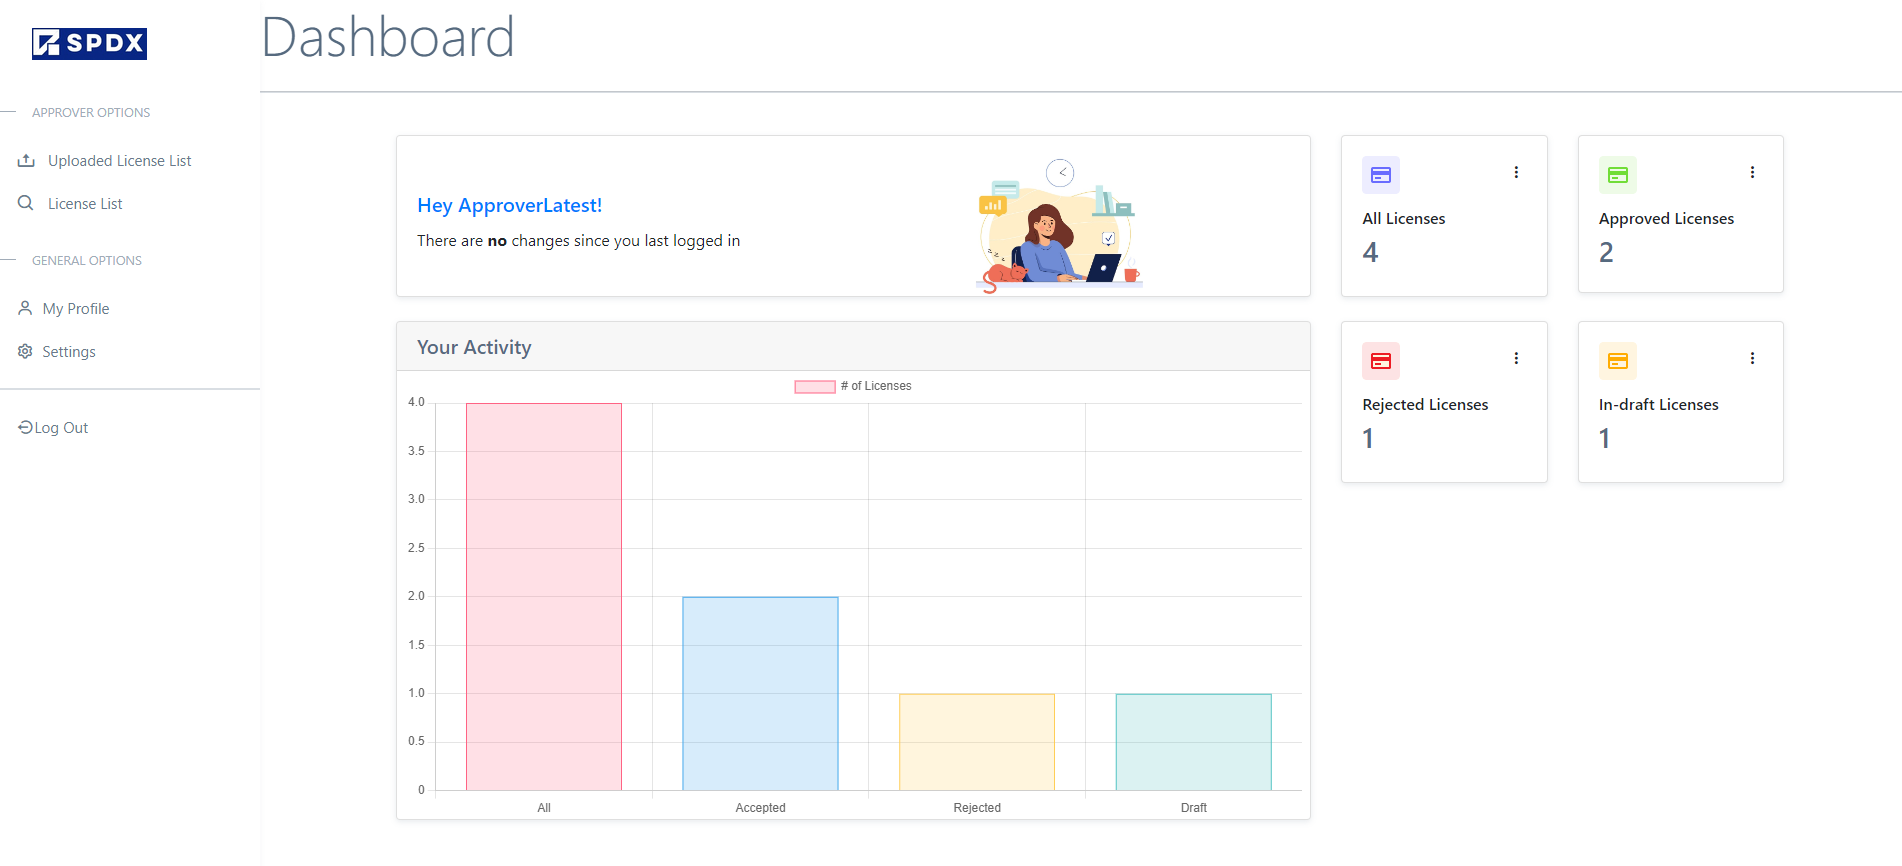 SPDX
Dashboard
APPROVER OPTIONS
Uploaded License List
License List
GENERAL OPTIONS
My Profile
Settings
Log Out
Hey ApproverLatest!
There are no changes since you last logged in
All Licenses
4
Approved Licenses
2
Your Activity
# of Licenses
4.0
3.5
3.0
2.5
2.0
1.5
1.0
0.5
0
All Accepted Rejected Draft
Rejected Licenses
1
In-draft Licenses
1